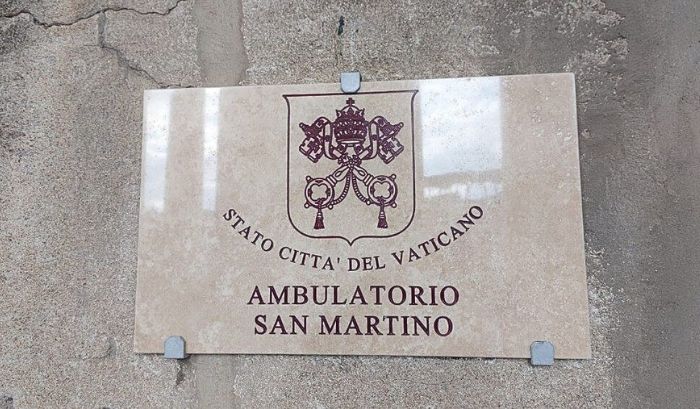 STATO CITTA' DEL VATICANO
AMBULATORIO
SAN MARTINO